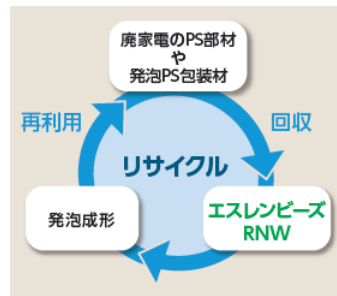 廃家電のPS部材
や
発泡PS包装材
再利用
回収
リサイクル
発泡成形
エスレンビーズ
RNW